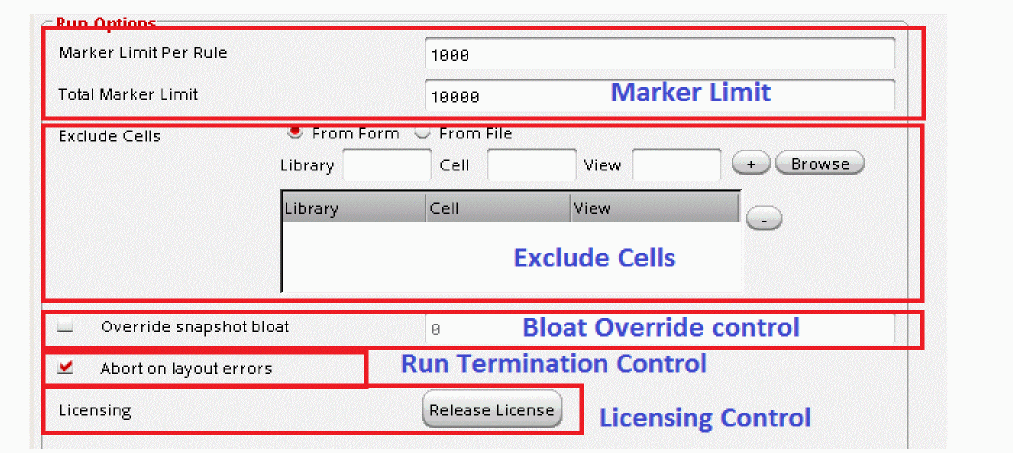 Run Options
Marker Limit Per Rule 1000
Total Marker Limit 10000 Marker Limit
Exclude Cells From Form From File
Library Cell View + Browse
Library Cell View -
Exclude Cells
Override snapshot bloat 0 Bloat Override control
Abort on layout errors Run Termination Control
Licensing Release License Licensing Control